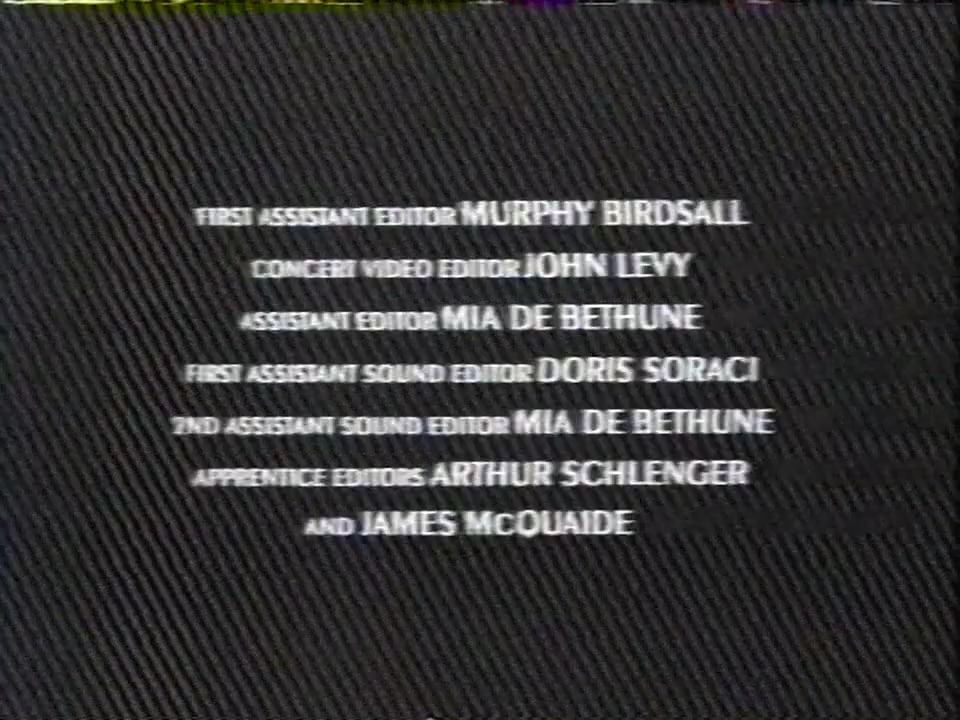 FIRST ASSISTANT EDITOR MURPHY BIRDSALL
CONCERT VIDEO EDITOR JOHN LEVY
ASSISTANT EDITOR MIA DE BETHUNE
FIRST ASSISTANT SOUND EDITOR DORIS SORACI
2ND ASSISTANT SOUND EDITOR MIA DE BETHUNE
APPRENTICE EDITORS ARTHUR SCHLENGER
AND JAMES McQUAIDE